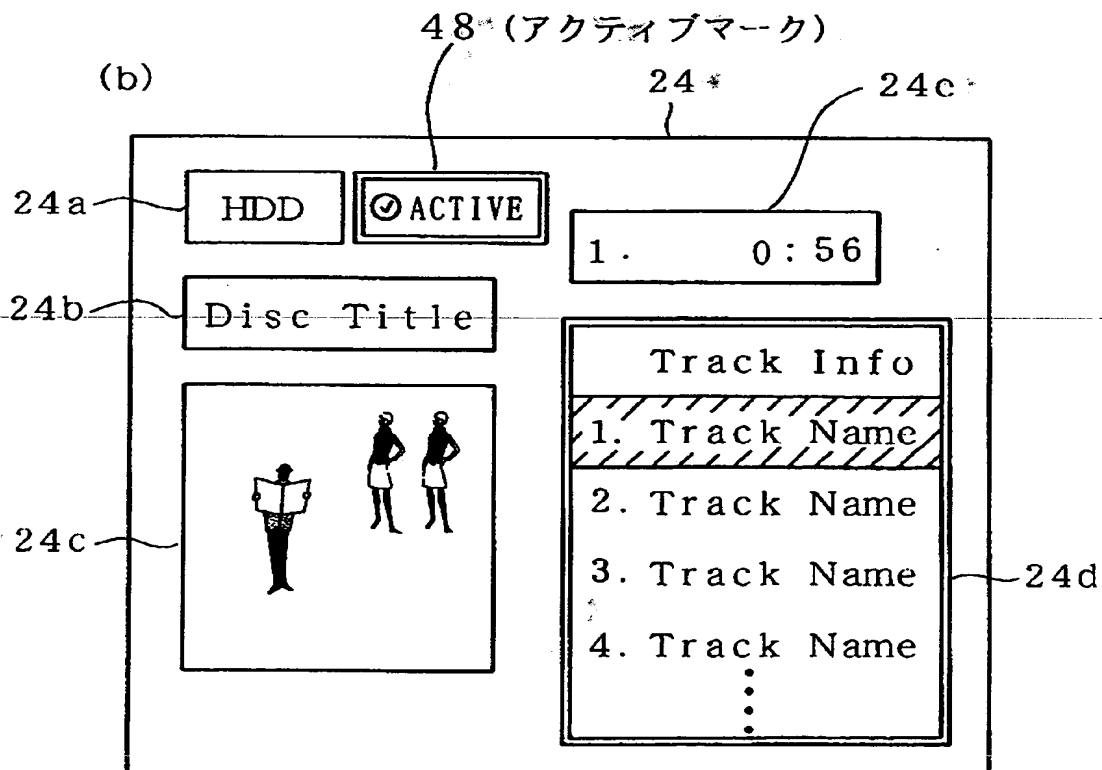 48 (アクティブマーク)
(b)
24
24c
24a
HDD
ACTIVE
1. 0:56
24b
Disc Title
Track Info
1. Track Name
2. Track Name
24c
3. Track Name
24d
4. Track Name